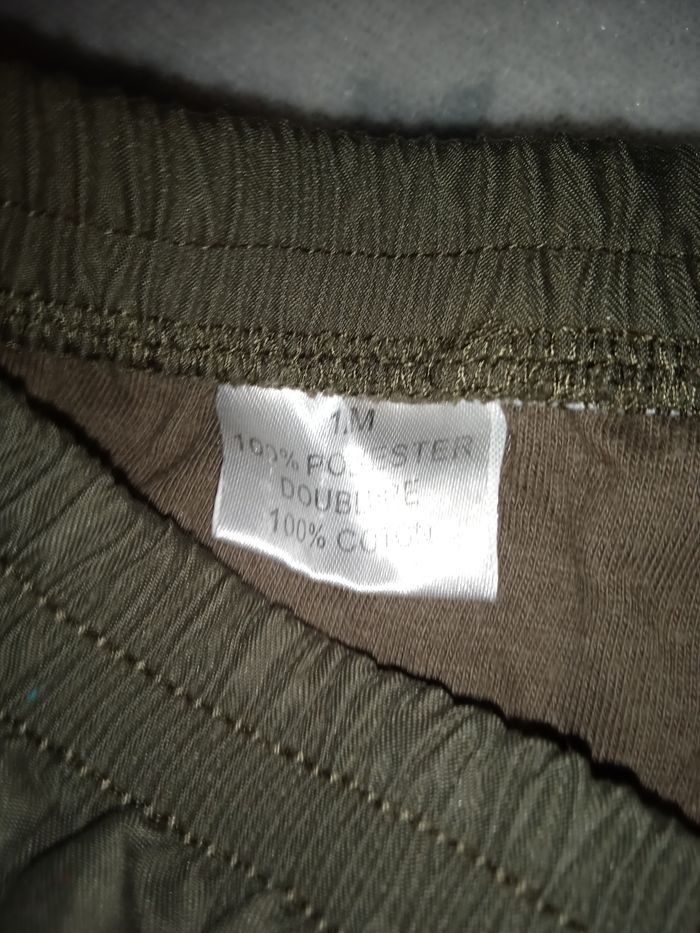 1.M
100% POLYESTER
DOUBLURE
100% COTON